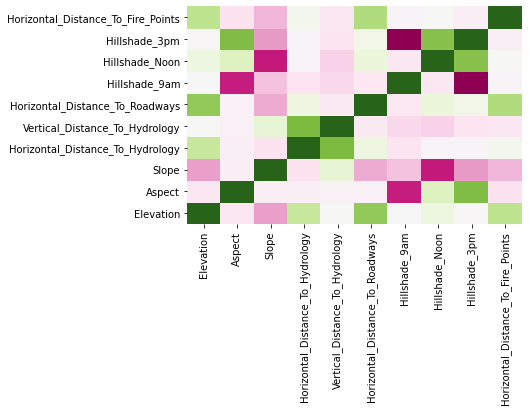 Horizontal_Distance_To_Fire_Points
Hillshade_3pm
Hillshade_Noon
Hillshade_9am
Horizontal_Distance_To_Roadways
Vertical_Distance_To_Hydrology
Horizontal_Distance_To_Hydrology
Slope
Aspect
Elevation
Elevation
Aspect
Slope
Horizontal_Distance_To_Hydrology
Vertical_Distance_To_Hydrology
Horizontal_Distance_To_Roadways
Hillshade_9am
Hillshade_Noon
Hillshade_3pm
Horizontal_Distance_To_Fire_Points